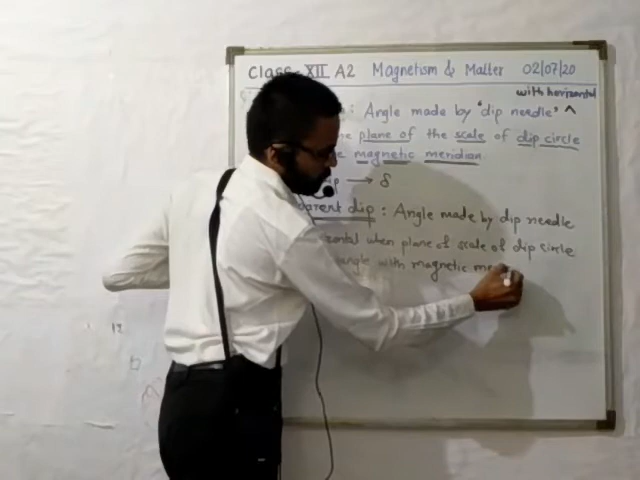 Class- XII A2 Magnetism & Matter 02/07/20
with horizontal
: Angle made by 'dip needle' ^
plane of the scale of dip circle
magnetic meridian.
→ δ
dip : Angle made by dip needle
when plane of scale of dip circle
angle with magnetic me